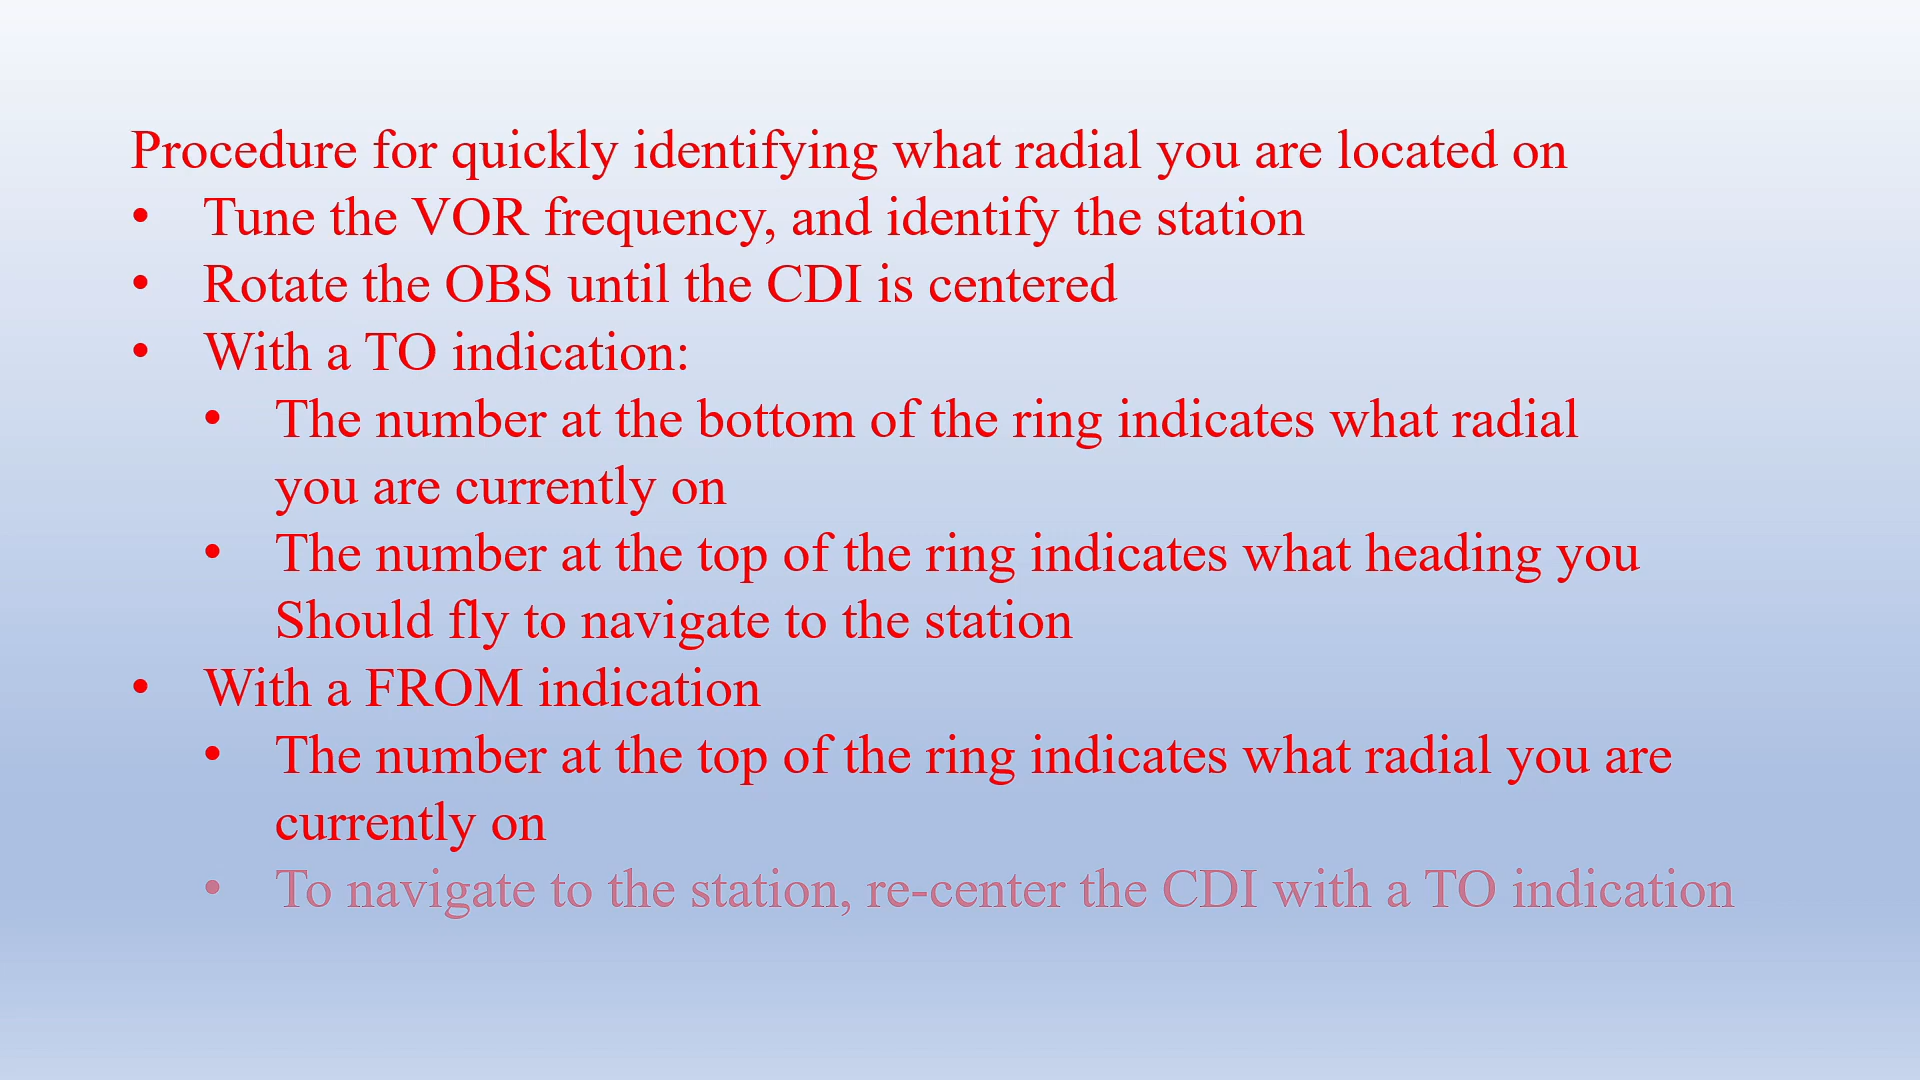 Procedure for quickly identifying what radial you are located on
• Tune the VOR frequency, and identify the station
• Rotate the OBS until the CDI is centered
• With a TO indication:
• The number at the bottom of the ring indicates what radial
you are currently on
• The number at the top of the ring indicates what heading you
Should fly to navigate to the station
• With a FROM indication
• The number at the top of the ring indicates what radial you are
currently on
• To navigate to the station, re-center the CDI with a TO indication